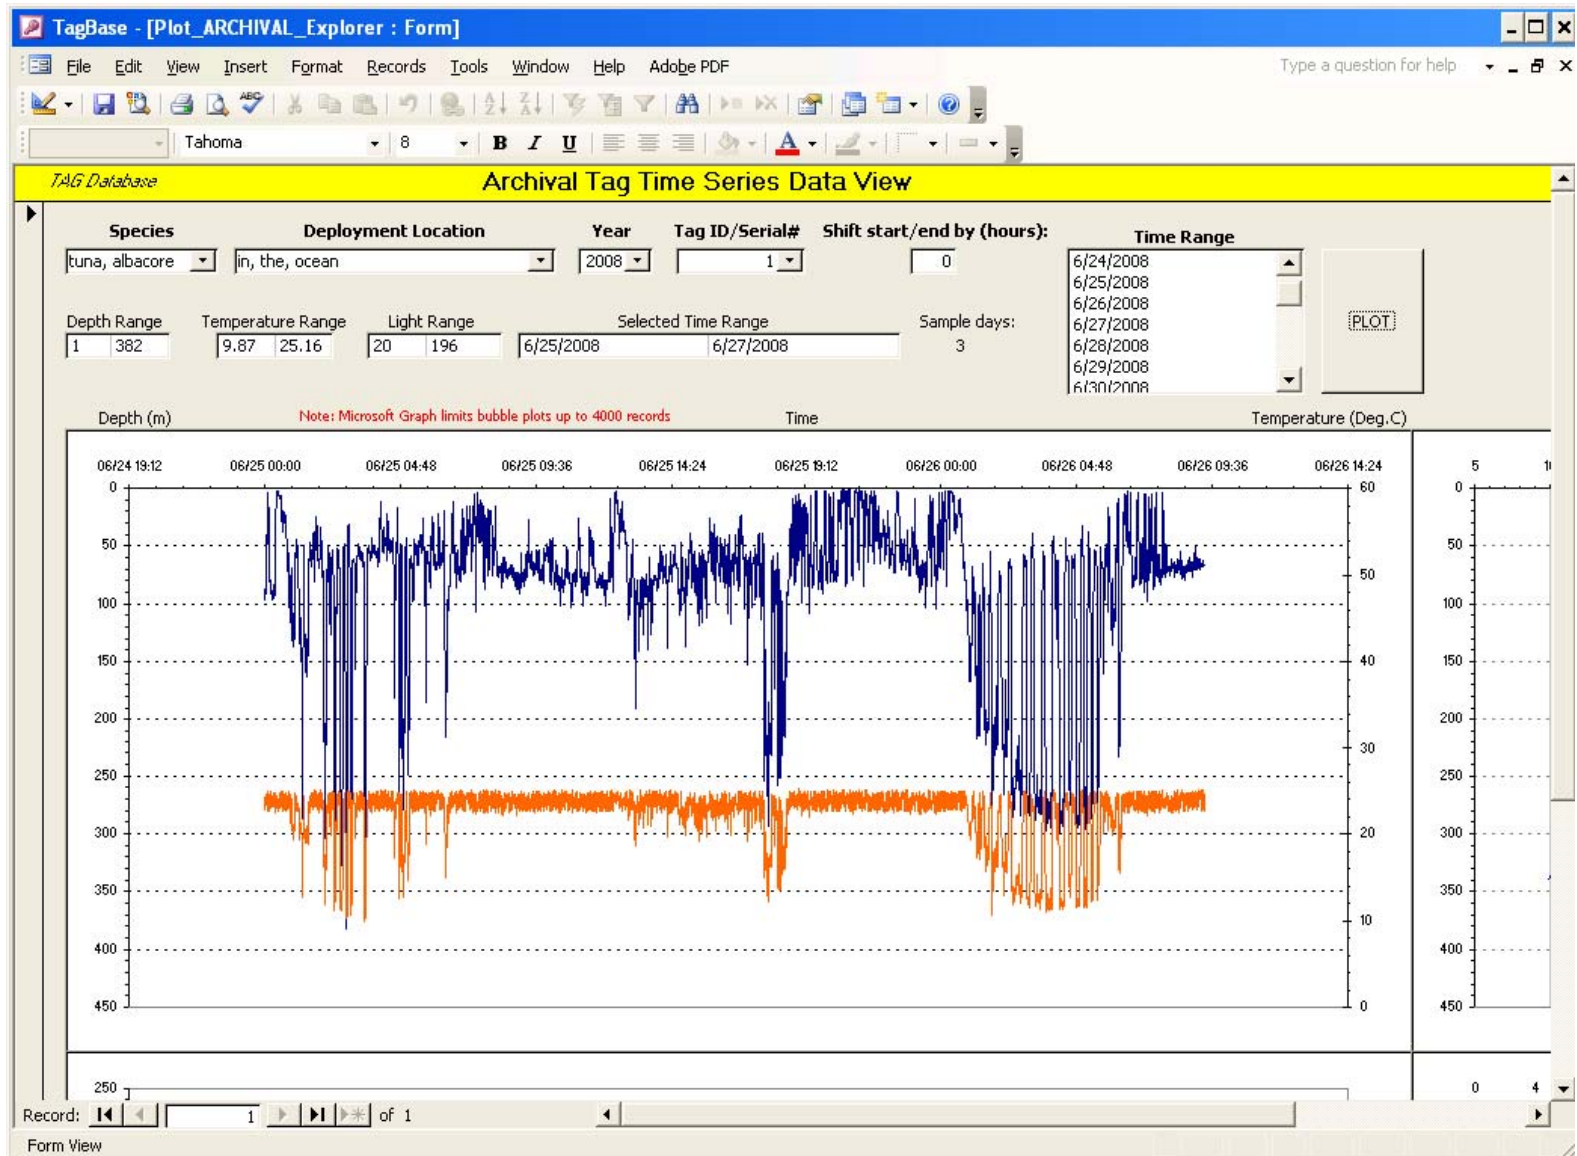 TagBase - [Plot_ARCHIVAL_Explorer : Form]
File Edit View Insert Format Records Tools Window Help Adobe PDF Type a question for help
Tahoma 8 B I U A
TAG Database Archival Tag Time Series Data View
Species Deployment Location Year Tag ID/Serial# Shift start/end by (hours): Time Range
tuna, albacore in, the, ocean 2008 1 0
6/24/2008
6/25/2008
6/26/2008
6/27/2008
6/28/2008
6/29/2008
6/30/2008
PLOT
Depth Range Temperature Range Light Range Selected Time Range Sample days:
1 382 9.87 25.16 20 196 6/25/2008 6/27/2008 3
Depth (m) Note: Microsoft Graph limits bubble plots up to 4000 records Time Temperature (Deg.C)
06/24 19:12 06/25 00:00 06/25 04:48 06/25 09:36 06/25 14:24 06/25 19:12 06/26 00:00 06/26 04:48 06/26 09:36 06/26 14:24 5
0 60 0
50 50
50
100 100
150 40 150
200 200
30
250 250
300 20 300
350 350
10
400 400
450 0 450
250 0 4
Record: 1 of 1
Form View